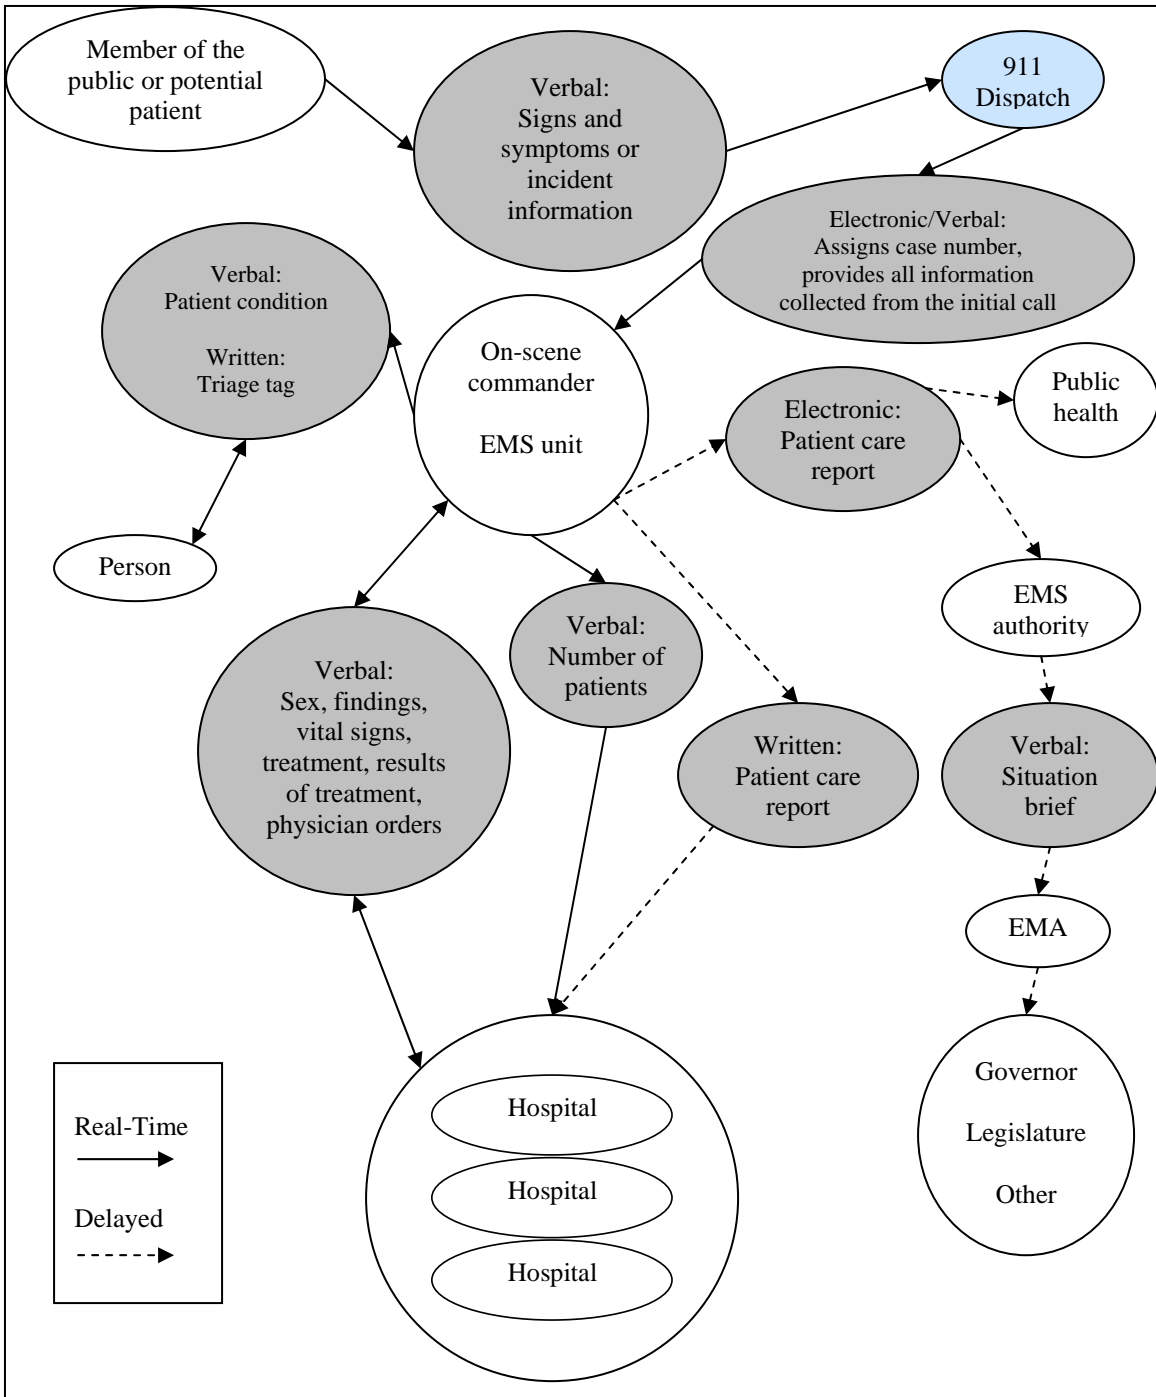 Member of the
public or potential
patient
Verbal:
Signs and
symptoms or
incident
information
911
Dispatch
Electronic/Verbal:
Assigns case number,
provides all information
collected from the initial call
Verbal:
Patient condition
Written:
Triage tag
On-scene
commander
EMS unit
Electronic:
Patient care
report
Public
health
Person
EMS
authority
Verbal:
Sex, findings,
vital signs,
treatment, results
of treatment,
physician orders
Verbal:
Number of
patients
Written:
Patient care
report
Verbal:
Situation
brief
EMA
Governor
Legislature
Other
Hospital
Hospital
Hospital
Real-Time
Delayed